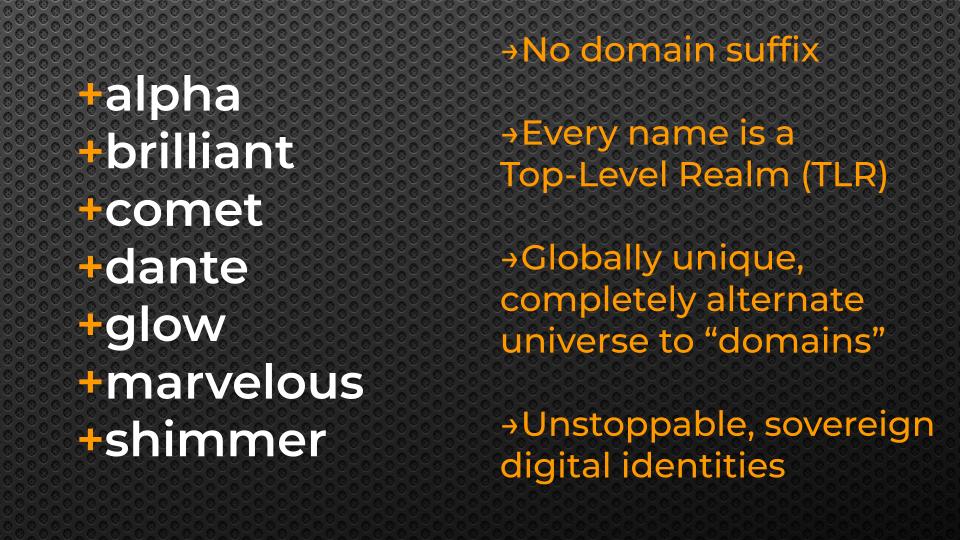 +alpha
+brilliant
+comet
+dante
+glow
+marvelous
+shimmer
→No domain suffix
→Every name is a
Top-Level Realm (TLR)
→Globally unique,
completely alternate
universe to “domains”
→Unstoppable, sovereign
digital identities